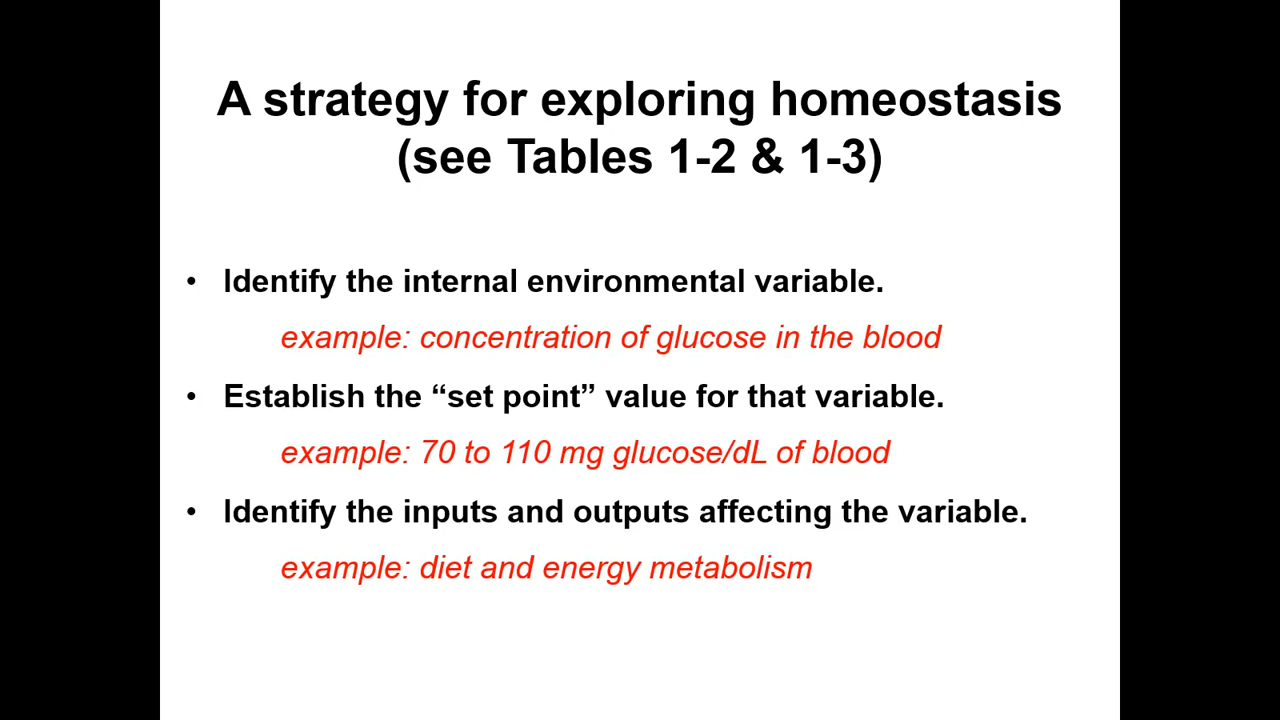 A strategy for exploring homeostasis
(see Tables 1-2 & 1-3)
• Identify the internal environmental variable.
example: concentration of glucose in the blood
• Establish the “set point” value for that variable.
example: 70 to 110 mg glucose/dL of blood
• Identify the inputs and outputs affecting the variable.
example: diet and energy metabolism